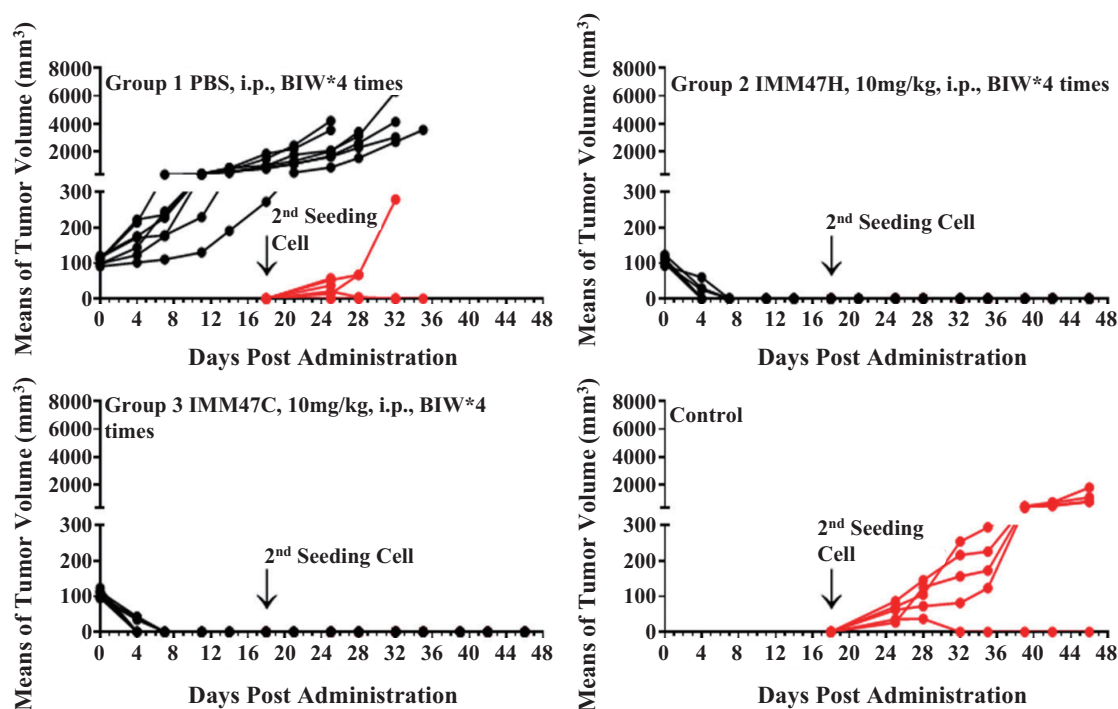 Means of Tumor Volume (mm³)
8000
6000
4000
2000
300
200
100
0
Group 1 PBS, i.p., BIW*4 times
2nd Seeding
Cell
0 4 8 12 16 20 24 28 32 36 40 44 48
Days Post Administration
Means of Tumor Volume (mm³)
8000
6000
4000
2000
300
200
100
0
Group 2 IMM47H, 10mg/kg, i.p., BIW*4 times
2nd Seeding Cell
0 4 8 12 16 20 24 28 32 36 40 44 48
Days Post Administration
Means of Tumor Volume (mm³)
8000
6000
4000
2000
300
200
100
0
Group 3 IMM47C, 10mg/kg, i.p., BIW*4
times
2nd Seeding Cell
0 4 8 12 16 20 24 28 32 36 40 44 48
Days Post Administration
Means of Tumor Volume (mm³)
8000
6000
4000
2000
300
200
100
0
Control
2nd Seeding
Cell
0 4 8 12 16 20 24 28 32 36 40 44 48
Days Post Administration